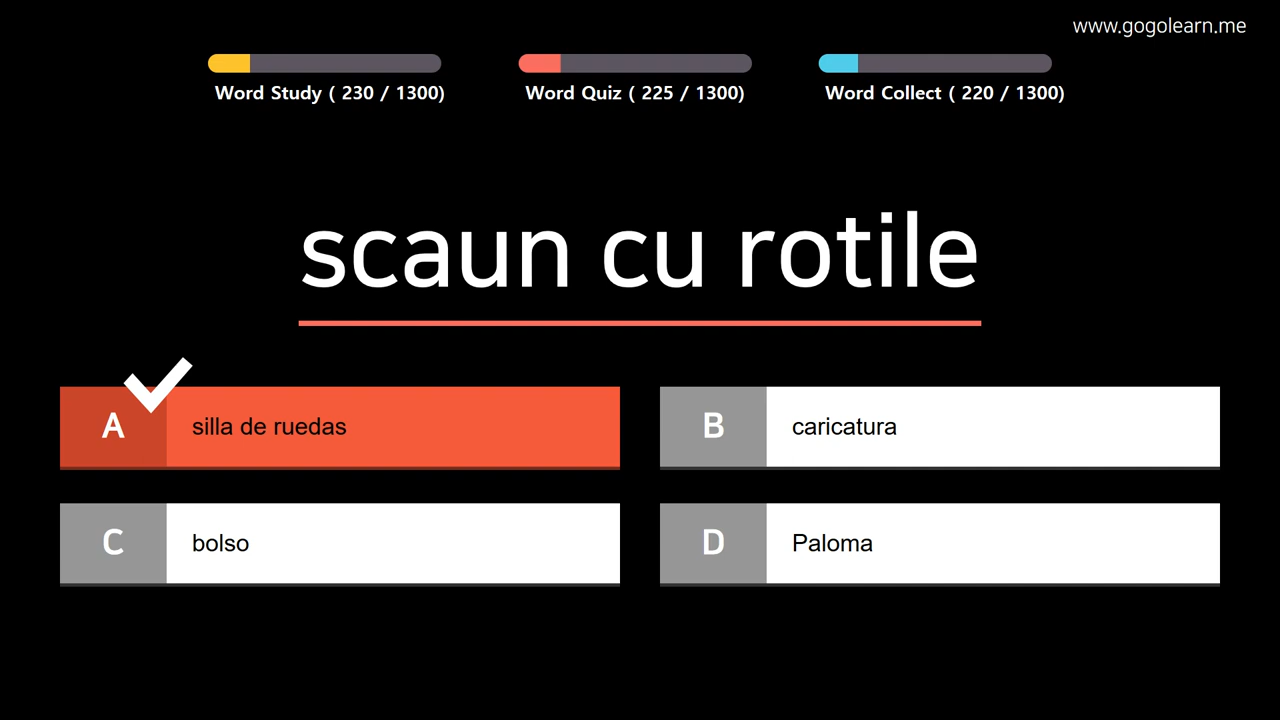 www.gogolearn.me
Word Study ( 230 / 1300)
Word Quiz ( 225 / 1300)
Word Collect ( 220 / 1300)
scaun cu rotile
A
silla de ruedas
B
caricatura
C
bolso
D
Paloma